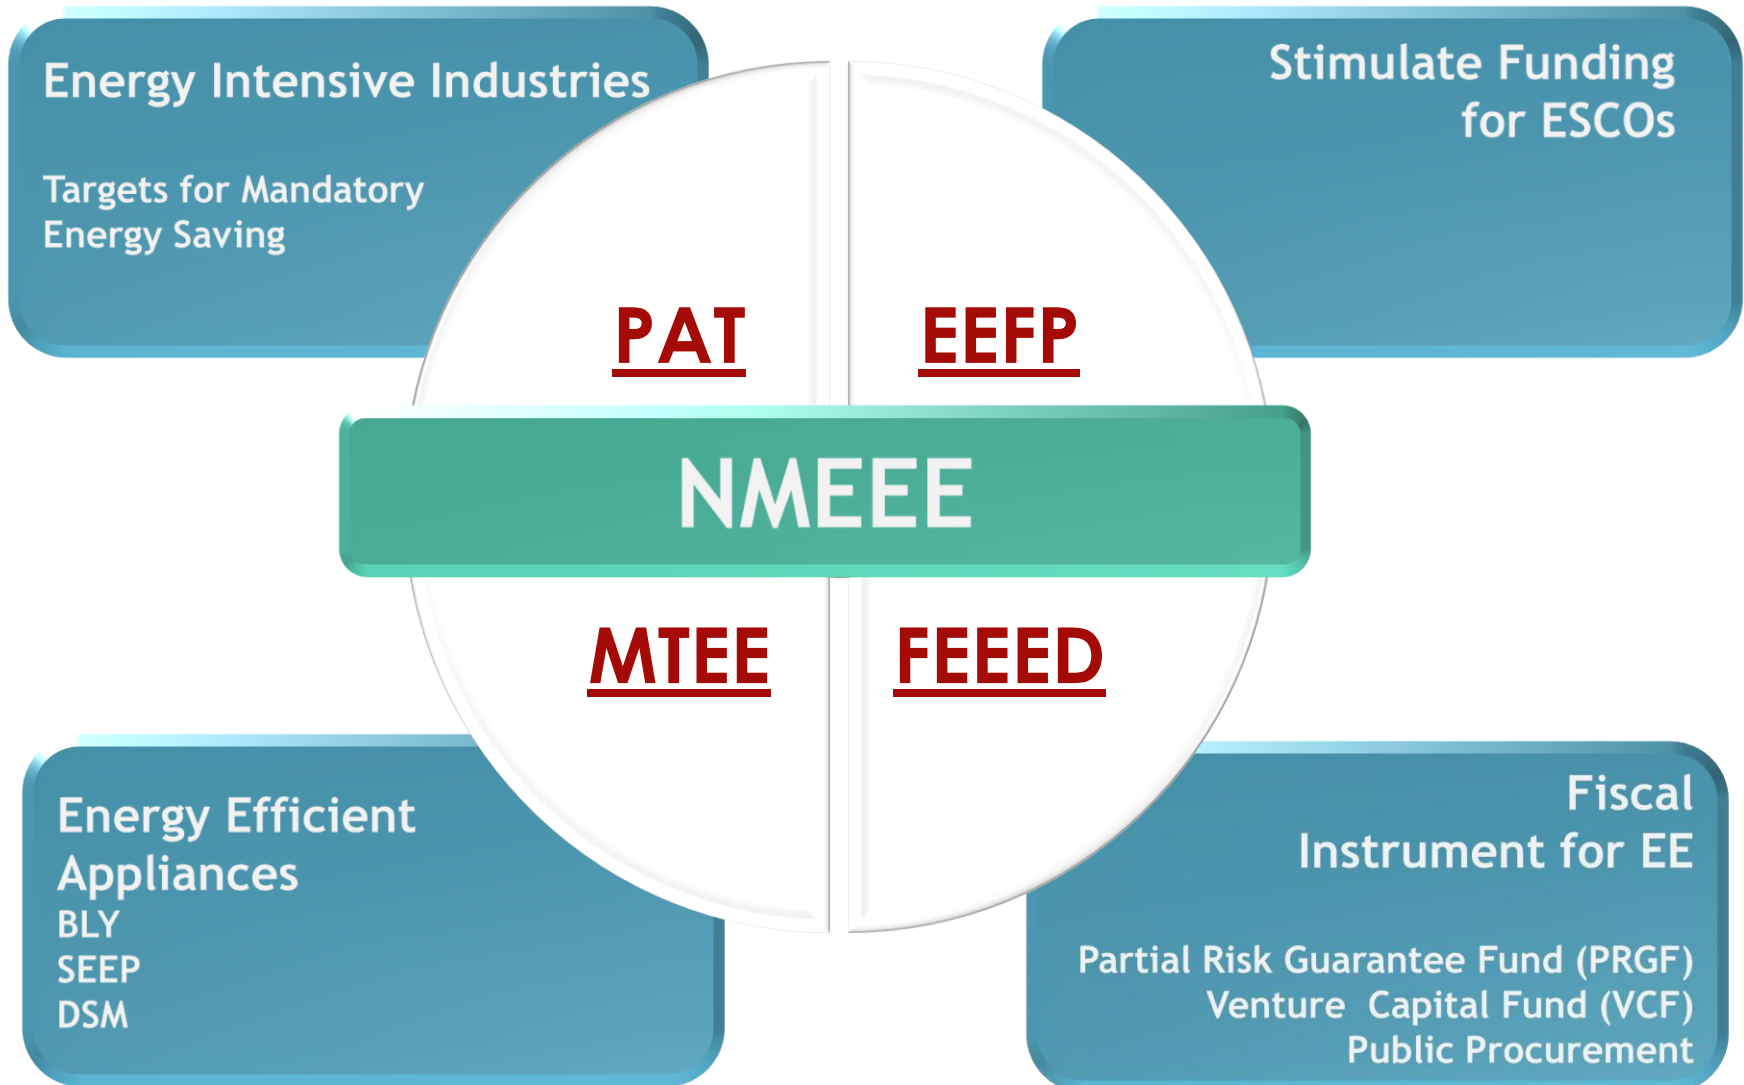 Energy Intensive Industries
Targets for Mandatory
Energy Saving
Stimulate Funding
for ESCOs
PAT
EEFP
NMEEE
MTEE
FEEED
Energy Efficient
Appliances
BLY
SEEP
DSM
Fiscal
Instrument for EE
Partial Risk Guarantee Fund (PRGF)
Venture Capital Fund (VCF)
Public Procurement